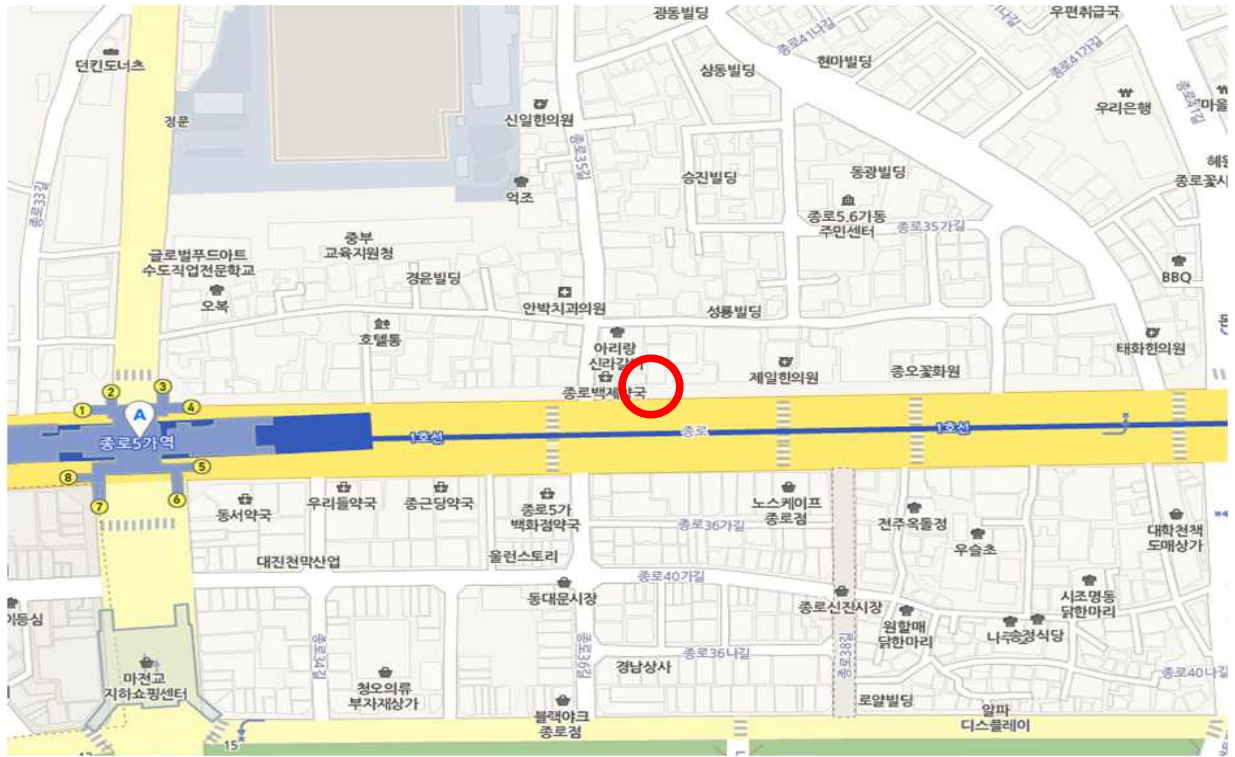 광동빌딩
우편취급국
종로41나길
던킨도너츠
삼동빌딩
현마빌딩
종로41가길
우리은행
종로41길
정문
신일한의원
종로35길
승진빌딩
동광빌딩
억조
종로33길
종로5.6가동
주민센터
종로35가길
중부
교육지원청
글로벌푸드아트
수도직업전문학교
경운빌딩
BBQ
오복
안박치과의원
성룡빌딩
호텔통
아리랑
태화한의원
제일한의원
종오꽃화원
종로백제약국
2
3
1
4
A
종로5가역
1호선
종로
1호선
8
5
7
6
동서약국
우리들약국
종근당약국
종로5가
백화점약국
노스케이프
종로점
종로36가길
전주옥돌정
대학천책
도매상가
우슬초
대진천막산업
울런스토리
종로40가길
동대문시장
종로신진시장
시조명동
닭한마리
원할매
닭한마리
종로34길
종로36길
종로38길
경남상사
종로36나길
종로40나길
마전교
지하쇼핑센터
청오의류
부자재상가
블랙야크
종로점
로얄빌딩
알파
디스플레이
15